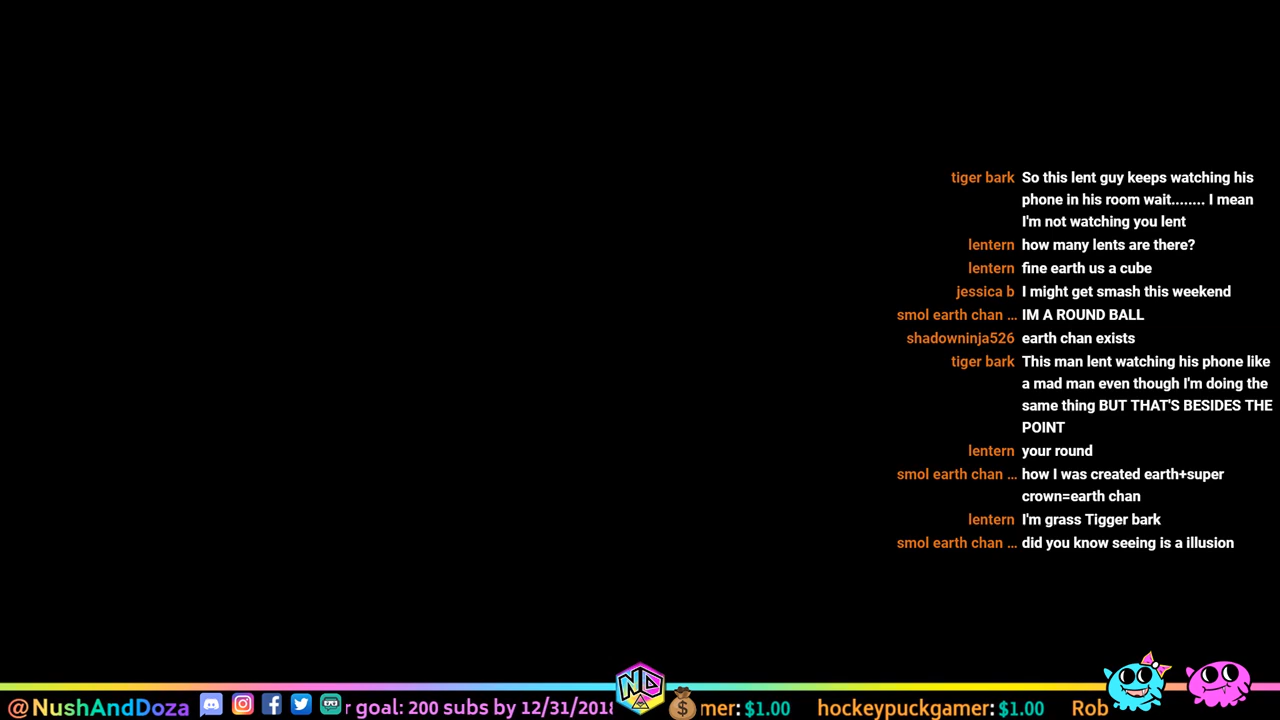 tiger bark So this lent guy keeps watching his
phone in his room wait........ I mean
I'm not watching you lent
lentern how many lents are there?
lentern fine earth us a cube
jessica b I might get smash this weekend
smol earth chan ... IM A ROUND BALL
shadowninja526 earth chan exists
tiger bark This man lent watching his phone like
a mad man even though I'm doing the
same thing BUT THAT'S BESIDES THE
POINT
lentern your round
smol earth chan ... how I was created earth+super
crown=earth chan
lentern I'm grass Tigger bark
smol earth chan ... did you know seeing is a illusion
@NushAndDoza r goal: 200 subs by 12/31/2018 ND mer: $1.00 hockeypuckgamer: $1.00 Rob